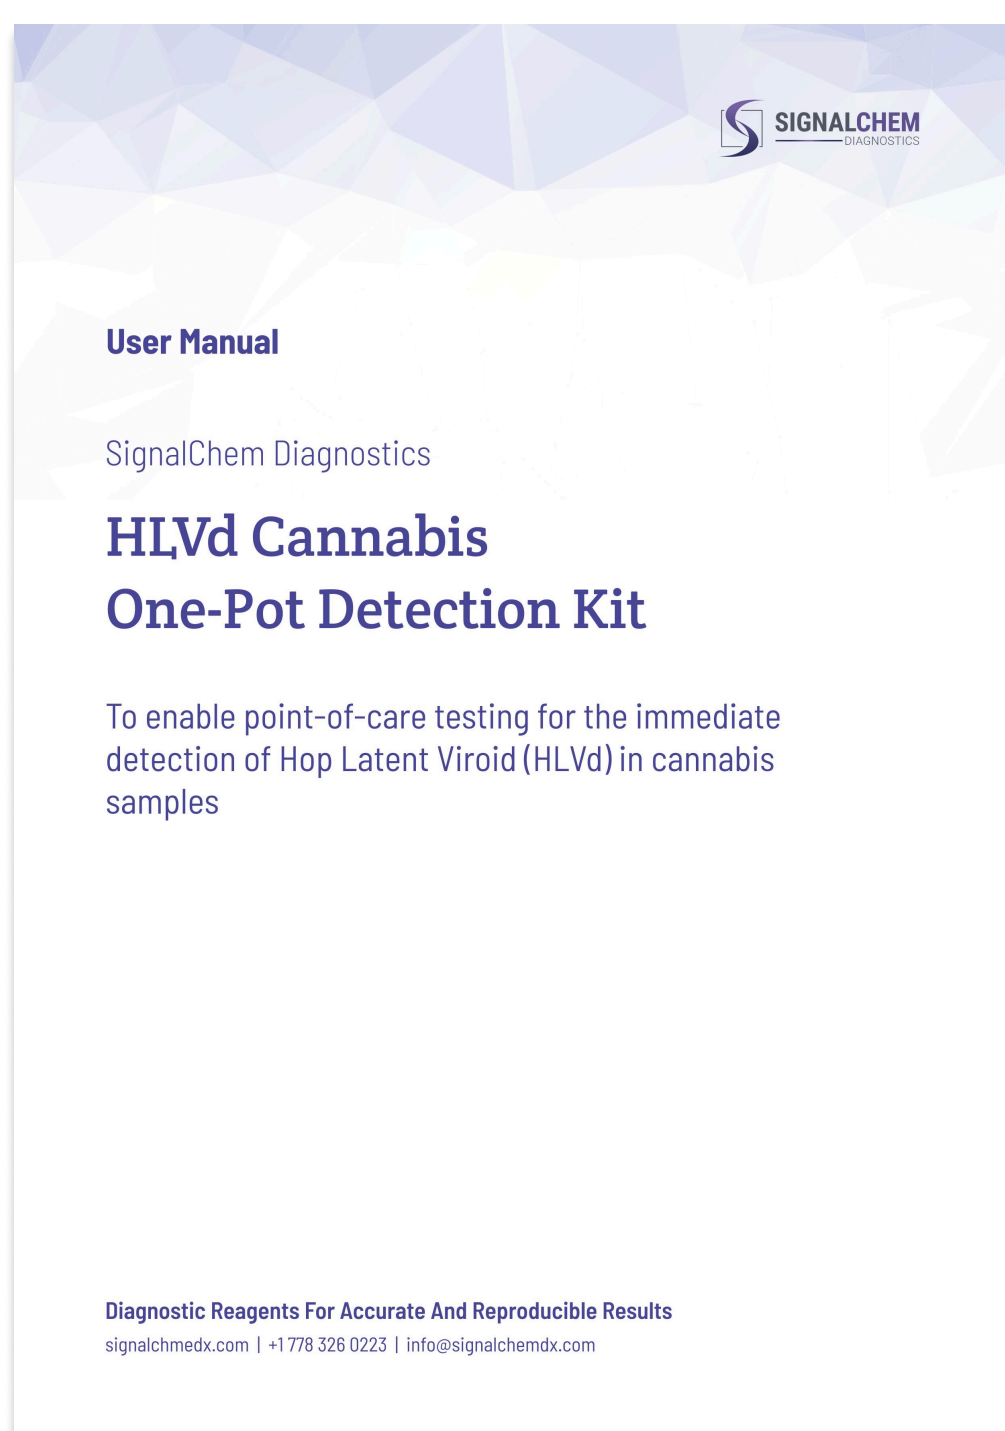 SIGNALCHEM
DIAGNOSTICS
User Manual
SignalChem Diagnostics
HLVd Cannabis
One-Pot Detection Kit
To enable point-of-care testing for the immediate
detection of Hop Latent Viroid (HLVd) in cannabis
samples
Diagnostic Reagents For Accurate And Reproducible Results
signalchmedx.com | +1 778 326 0223 | info@signalchemdx.com